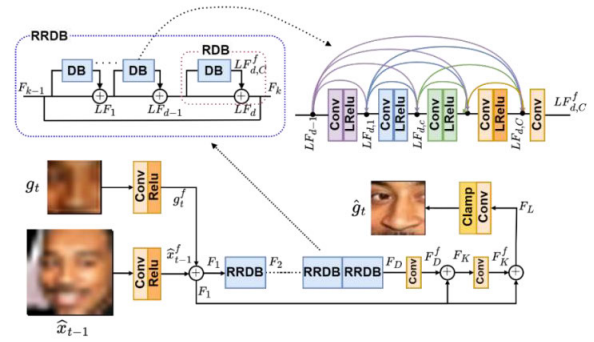 RRDB
RDB
DB
DB
DB
LF^f_{d,C}
F_{k-1}
F_k
LF_1
LF_{d-1}
LF_d
Conv
LRelu
Conv
LRelu
Conv
LRelu
Conv
LRelu
Conv
LF^f_{d,C}
LF_{d-1}
LF_{d,1}
LF_{d,c}
LF_{d,C}
g_t
Conv
Relu
g^f_t
ĝ_t
Clamp
Conv
F_L
x̂_{t-1}
Conv
Relu
x̂^f_{t-1}
F_1
RRDB
F_2
RRDB
RRDB
F_D
Conv
F^f_D
F_K
Conv
F^f_K
F_1